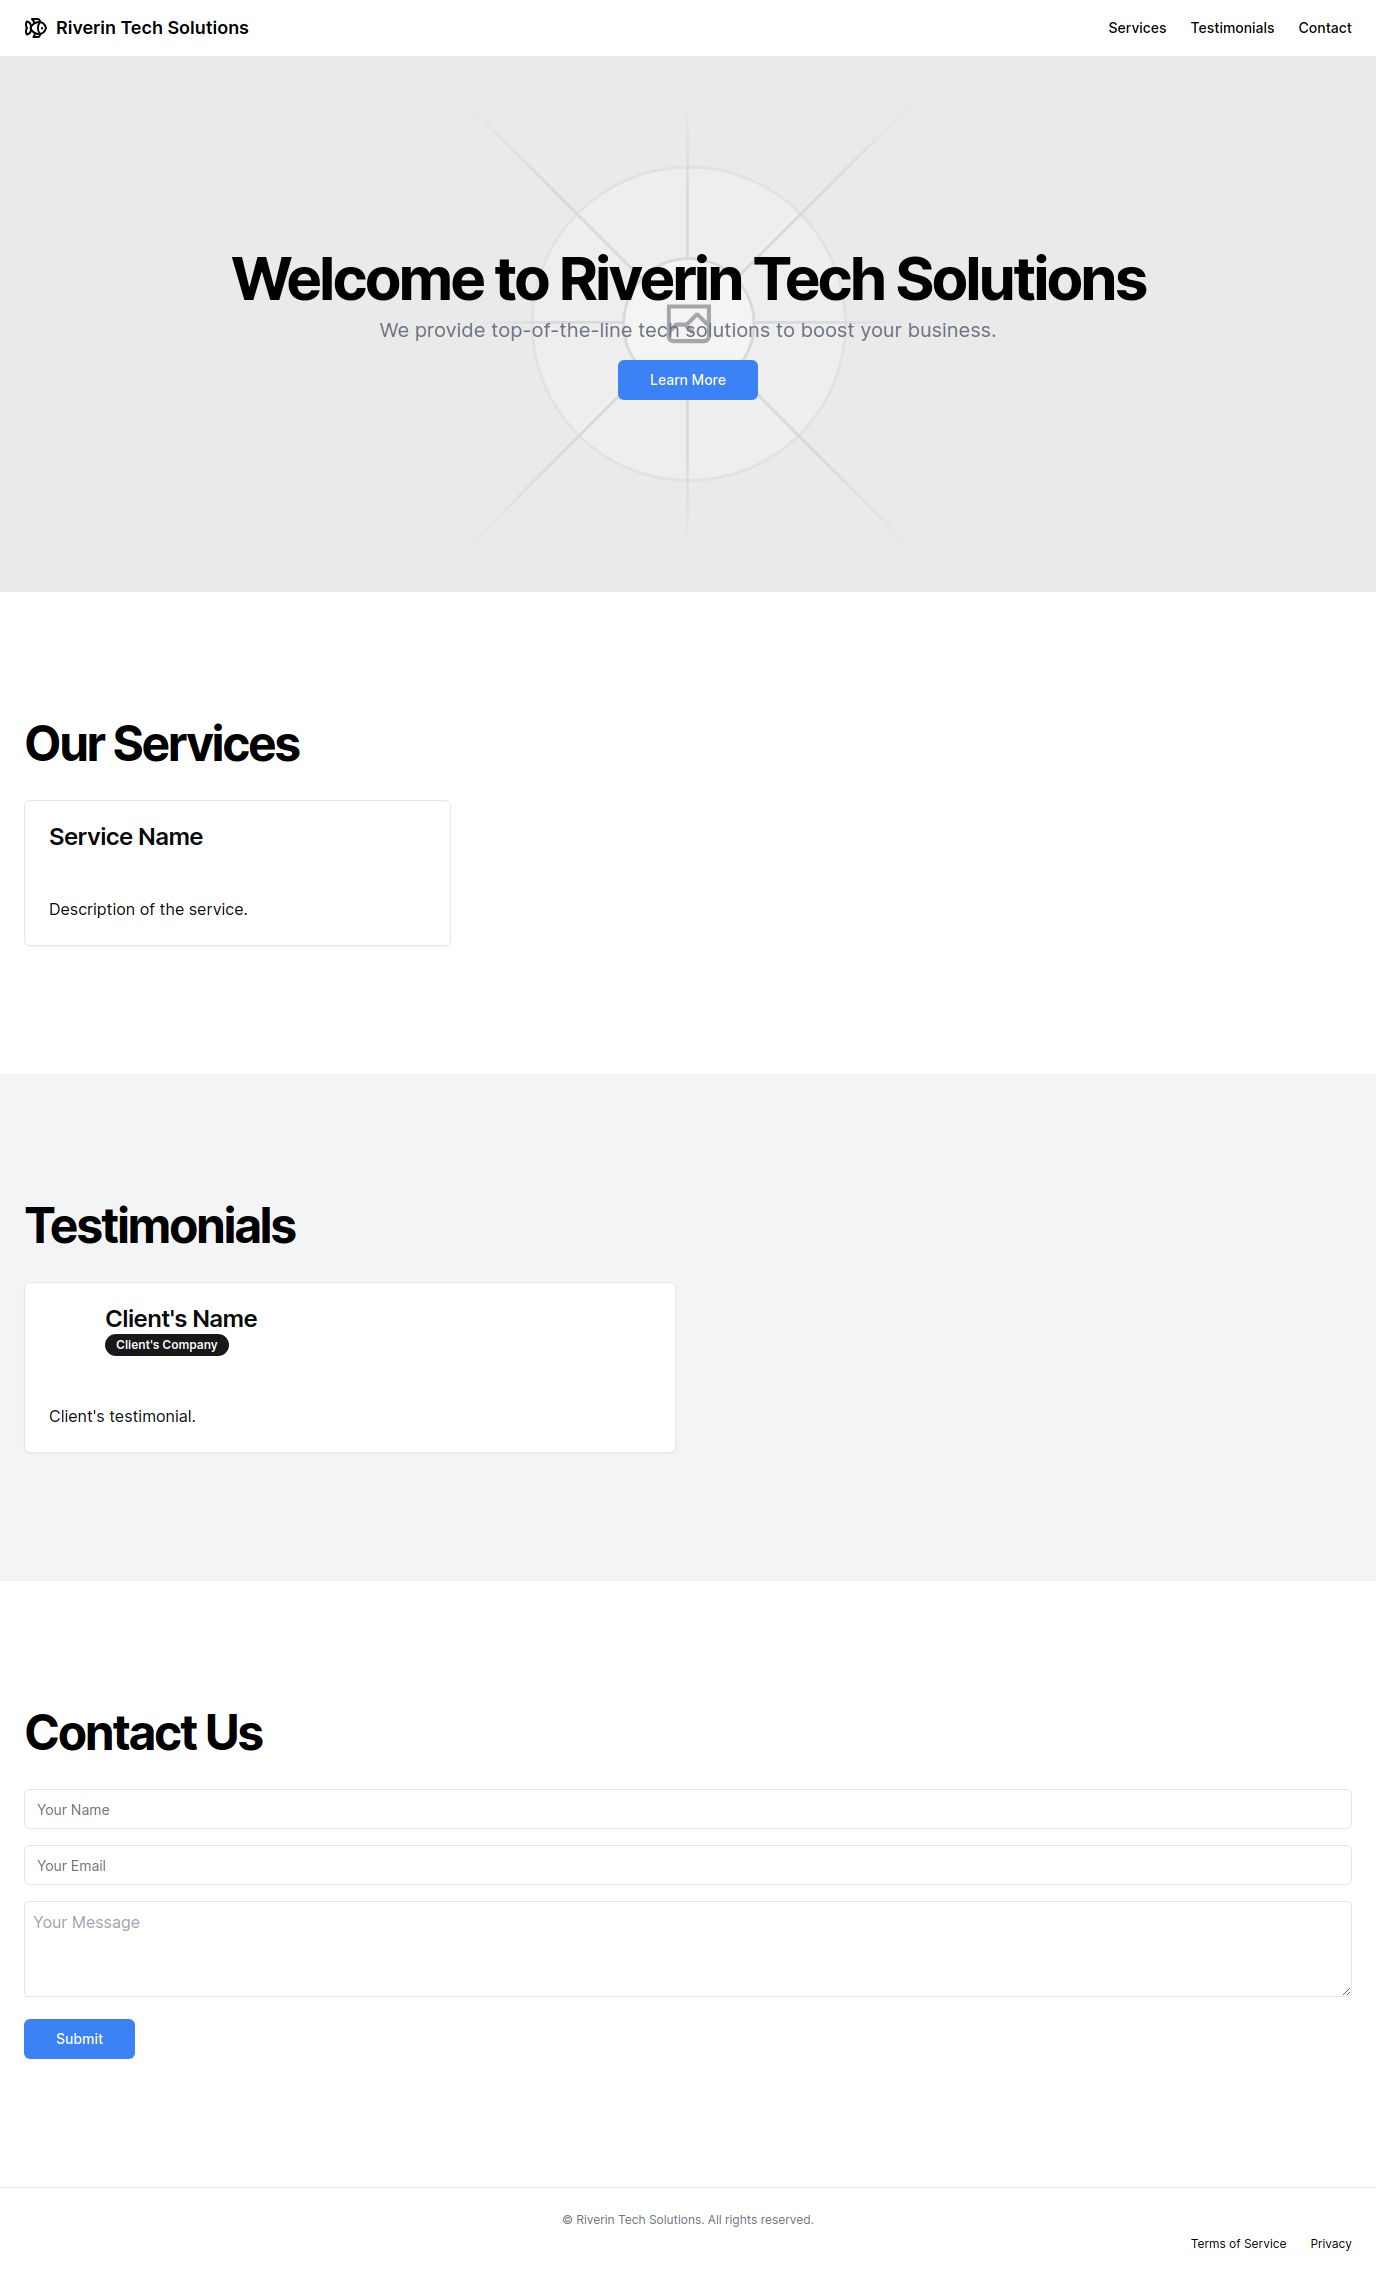 Riverin Tech Solutions
Services Testimonials Contact
Welcome to Riverin Tech Solutions
We provide top-of-the-line tech solutions to boost your business.
Learn More
Our Services
Service Name
Description of the service.
Testimonials
Client's Name
Client's Company
Client's testimonial.
Contact Us
Your Name
Your Email
Your Message
Submit
© Riverin Tech Solutions. All rights reserved.
Terms of Service Privacy